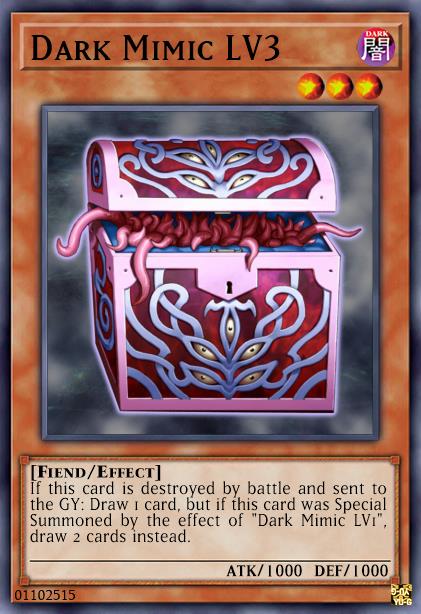 Dark Mimic LV3
DARK
闇
[Fiend/Effect]
If this card is destroyed by battle and sent to
the GY: Draw 1 card, but if this card was Special
Summoned by the effect of "Dark Mimic LV1",
draw 2 cards instead.
ATK/1000 DEF/1000
01102515